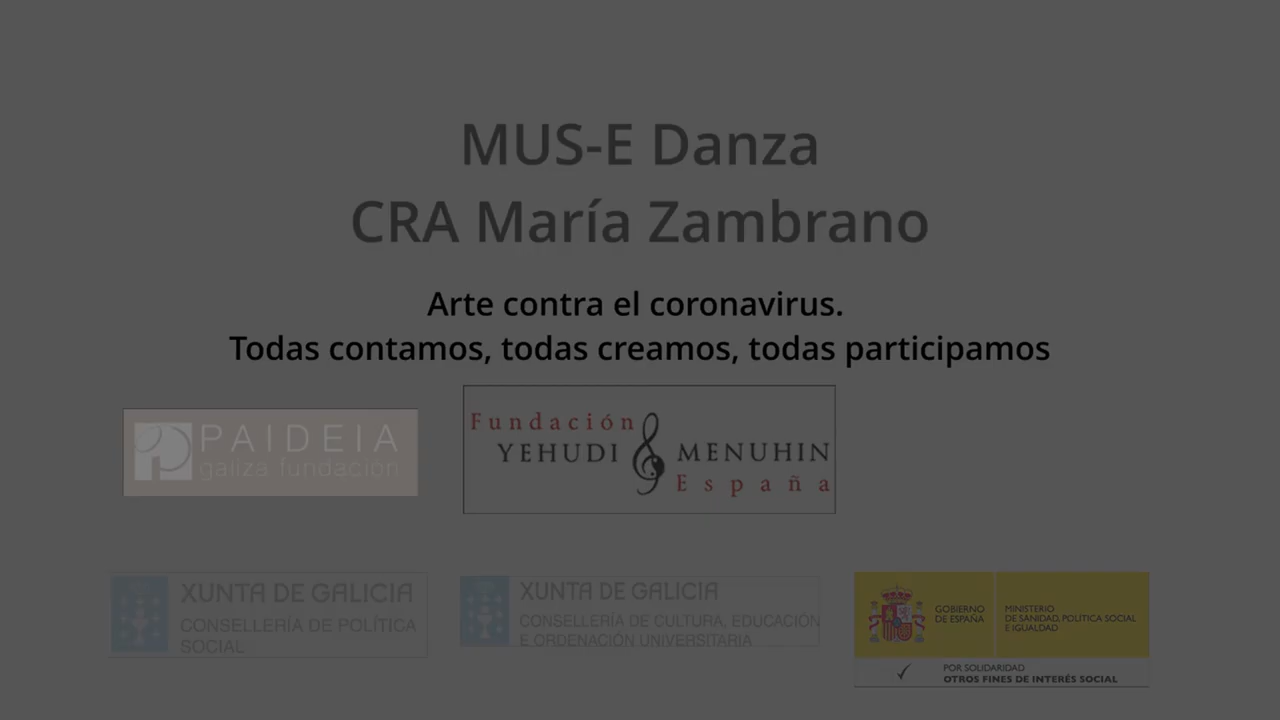 MUS-E Danza
CRA María Zambrano
Arte contra el coronavirus.
Todas contamos, todas creamos, todas participamos
PAIDEIA
galiza fundación
Fundación
YEHUDI MENUHIN
España
XUNTA DE GALICIA
CONSELLERÍA DE POLÍTICA
SOCIAL
XUNTA DE GALICIA
CONSELLERÍA DE CULTURA, EDUCACIÓN
E ORDENACIÓN UNIVERSITARIA
GOBIERNO
DE ESPAÑA
MINISTERIO
DE SANIDAD, POLÍTICA SOCIAL
E IGUALDAD
POR SOLIDARIDAD
OTROS FINES DE INTERÉS SOCIAL